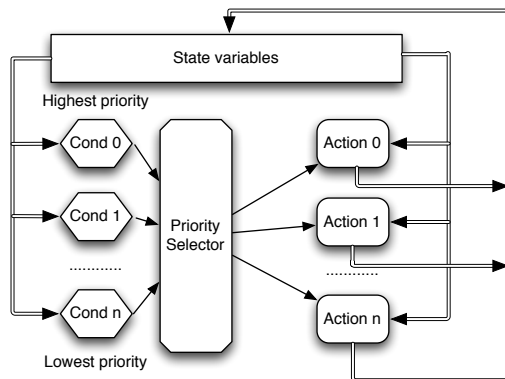 State variables
Highest priority
Cond 0
Action 0
Cond 1
Priority
Selector
Action 1
Cond n
Action n
Lowest priority